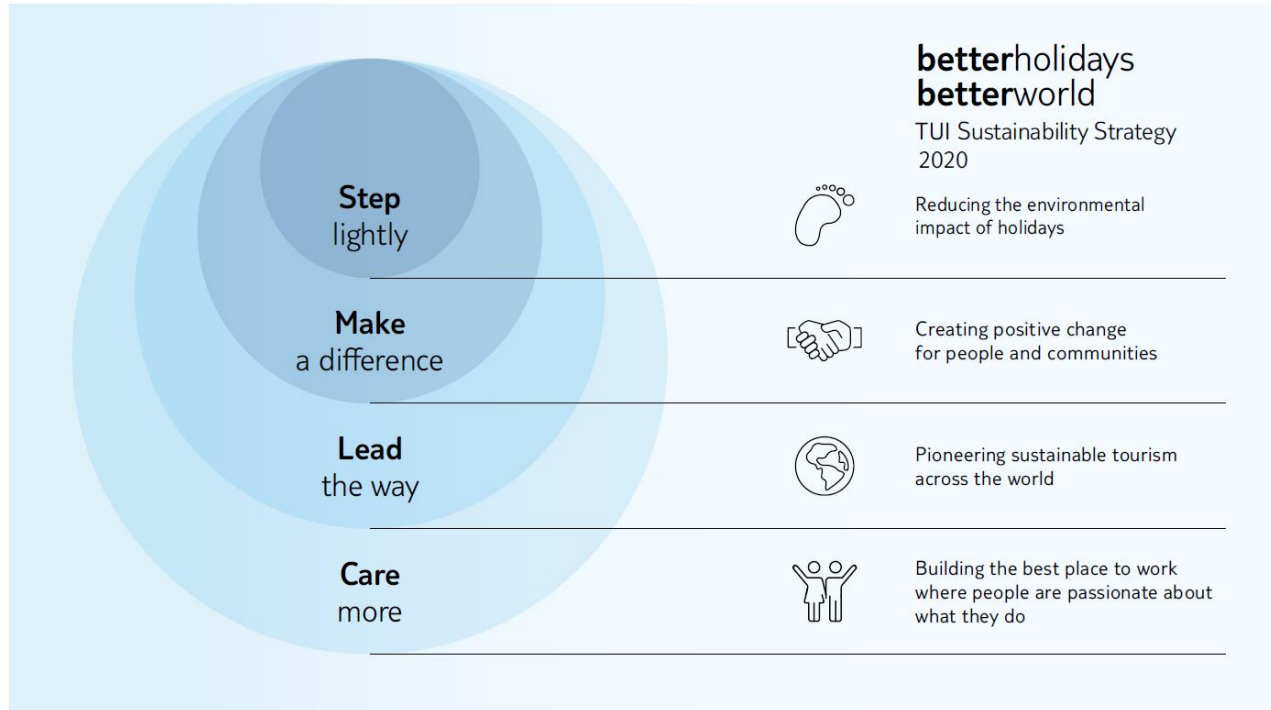 betterholidays
betterworld
TUI Sustainability Strategy
2020
Step
lightly
Reducing the environmental
impact of holidays
Make
a difference
Creating positive change
for people and communities
Lead
the way
Pioneering sustainable tourism
across the world
Care
more
Building the best place to work
where people are passionate about
what they do